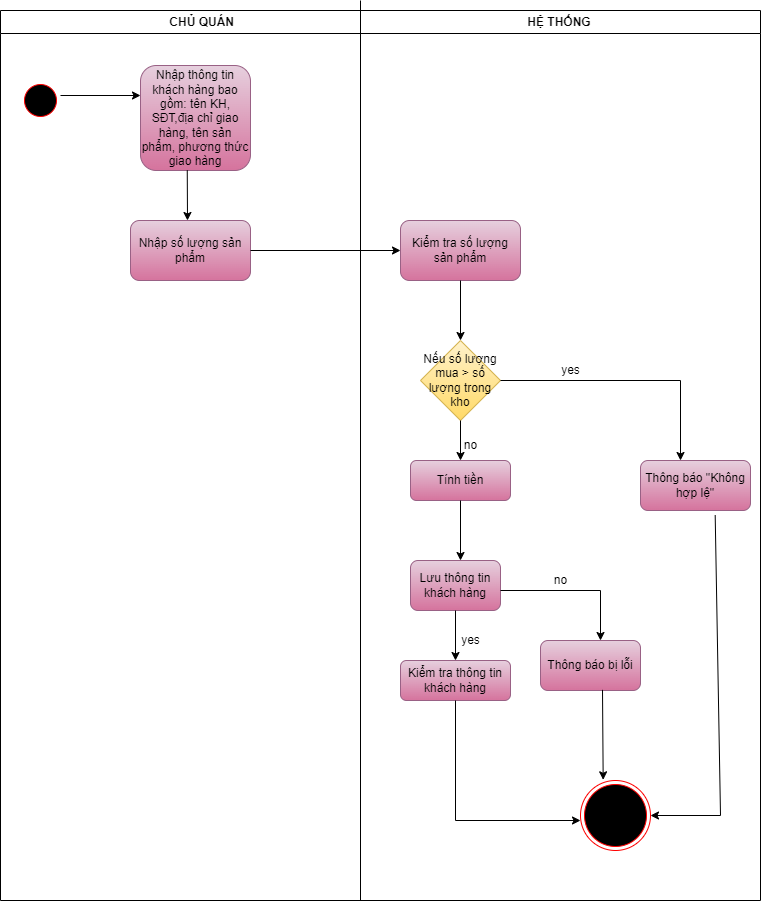 CHỦ QUÁN
HỆ THỐNG
Nhập thông tin
khách hàng bao
gồm: tên KH,
SĐT,địa chỉ giao
hàng, tên sản
phẩm, phương thức
giao hàng
Nhập số lượng sản
phẩm
Kiểm tra số lượng
sản phẩm
Nếu số lượng
mua > số
lượng trong
kho
yes
no
Tính tiền
Thông báo "Không
hợp lệ"
Lưu thông tin
khách hàng
no
yes
Thông báo bị lỗi
Kiểm tra thông tin
khách hàng